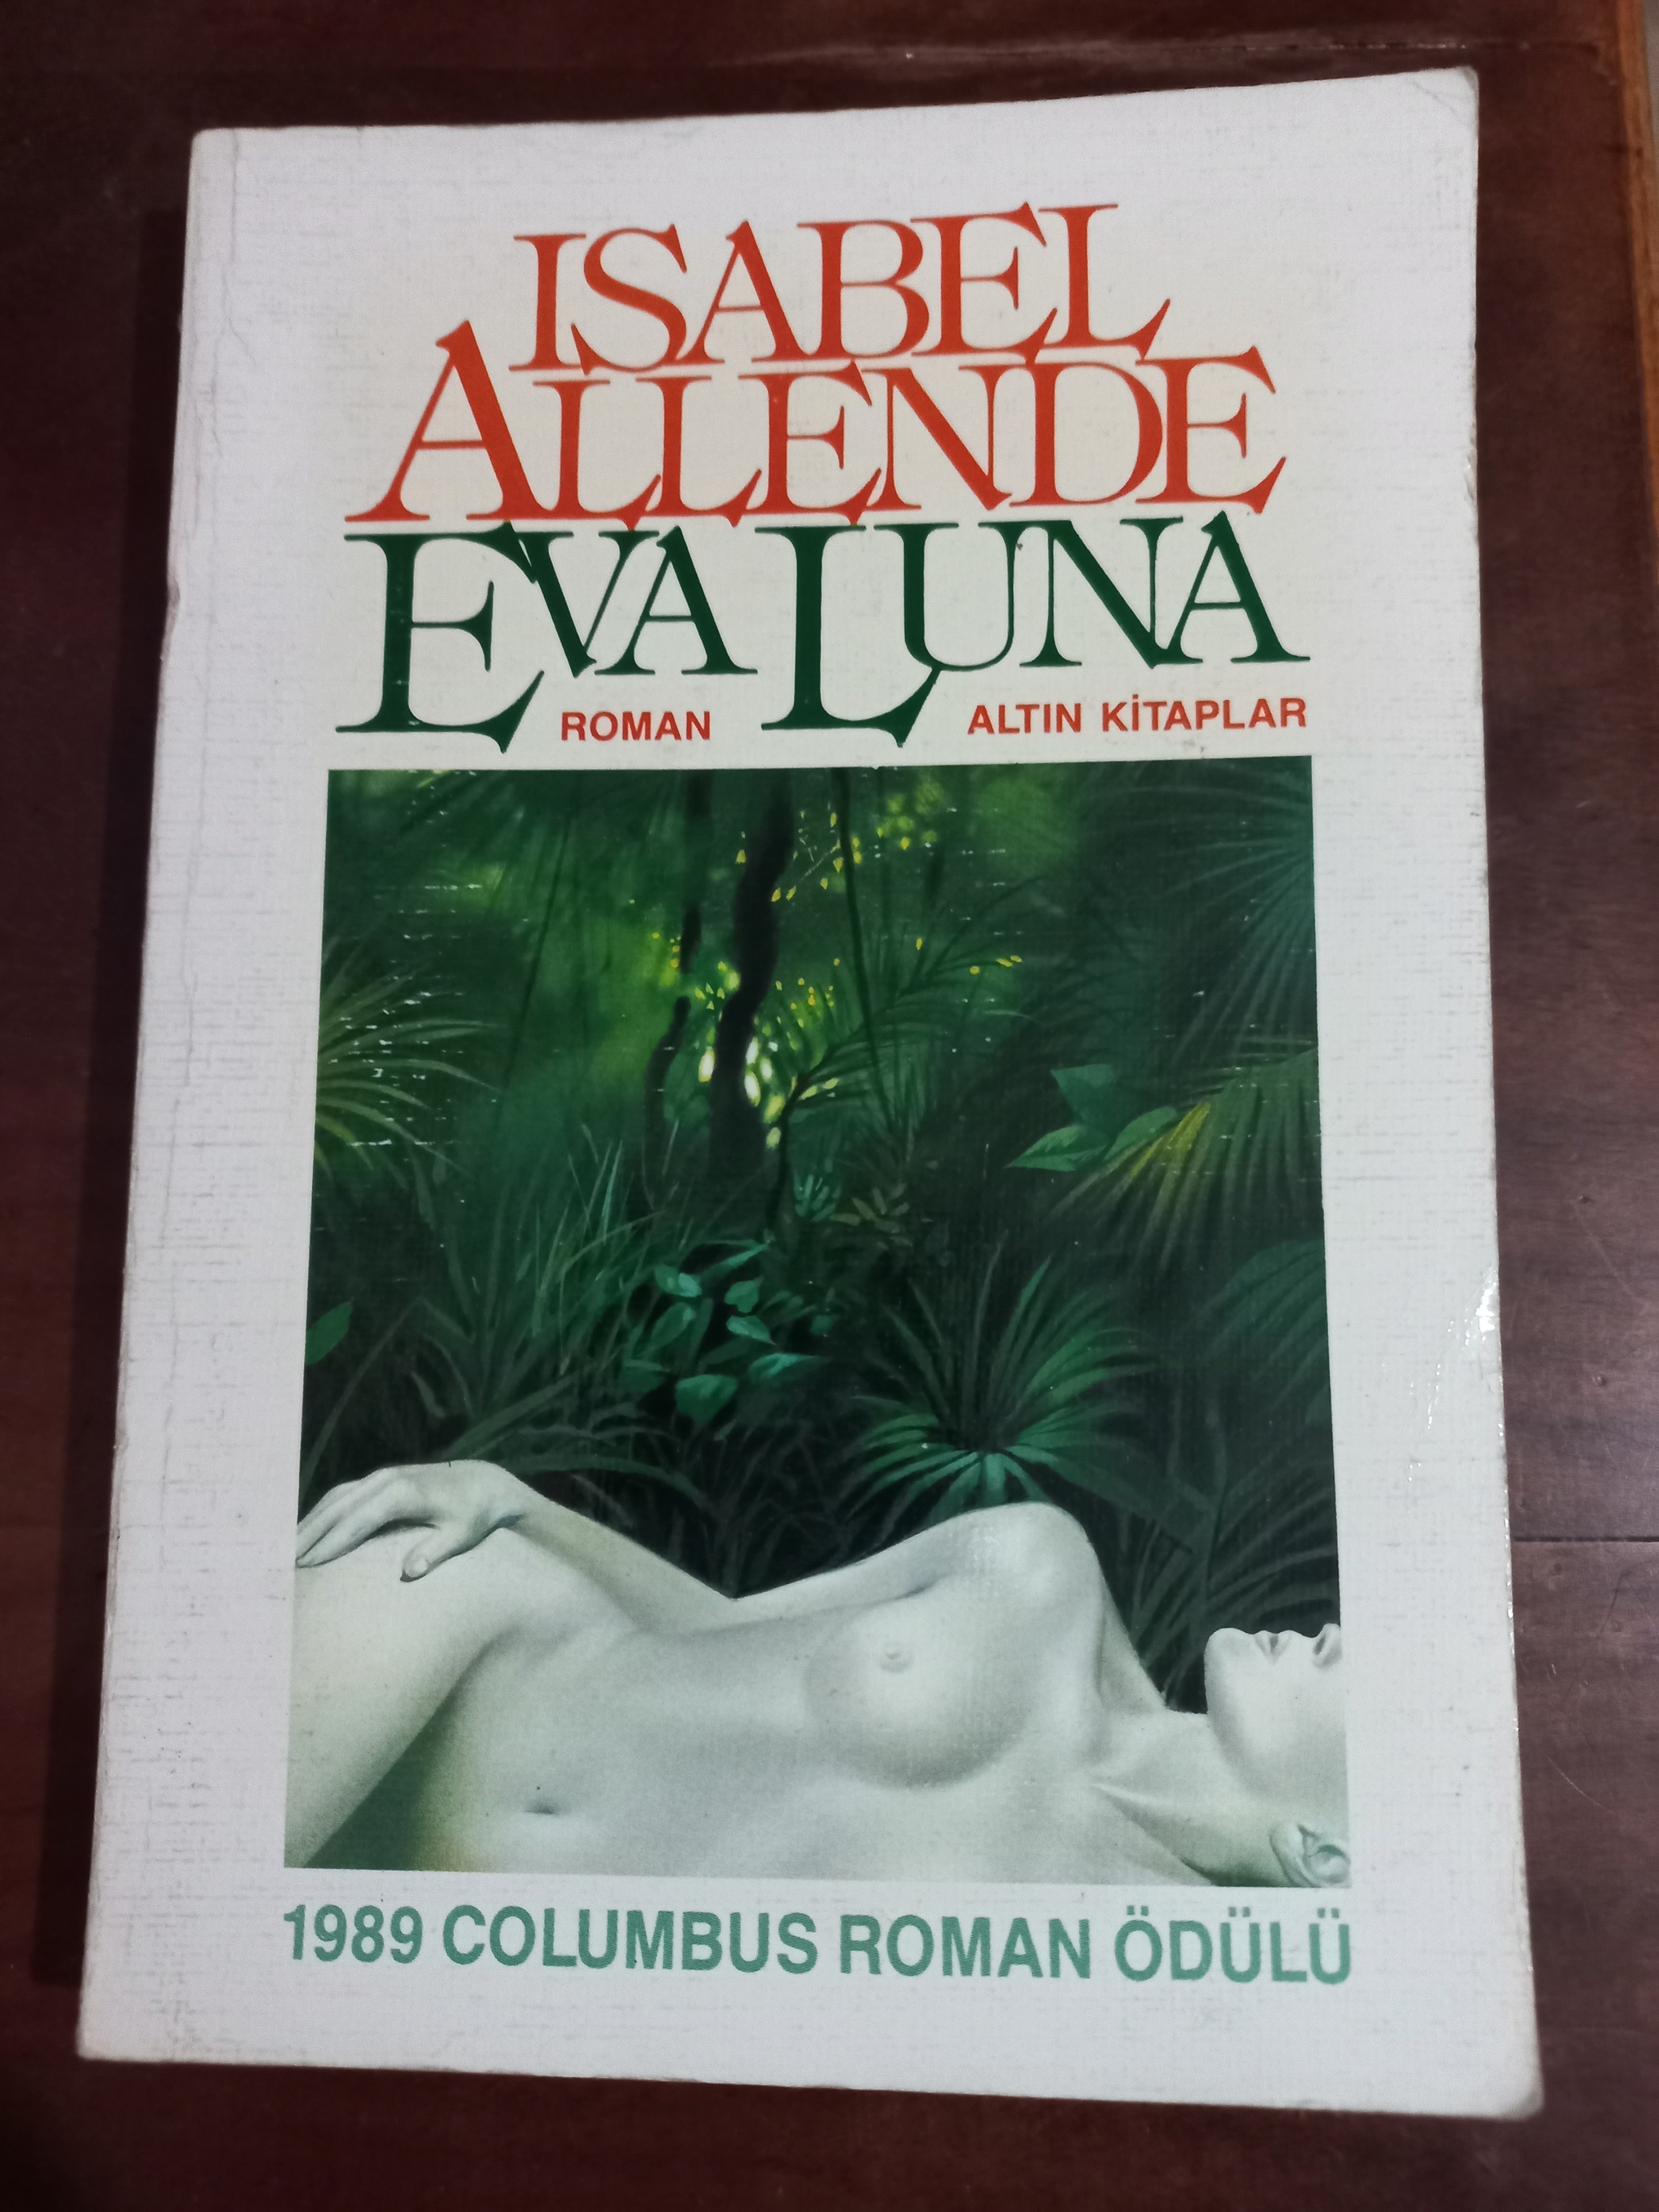 ISABEL
ALLENDE
EVA LUNA
ROMAN
ALTIN KİTAPLAR
1989 COLUMBUS ROMAN ÖDÜLÜ